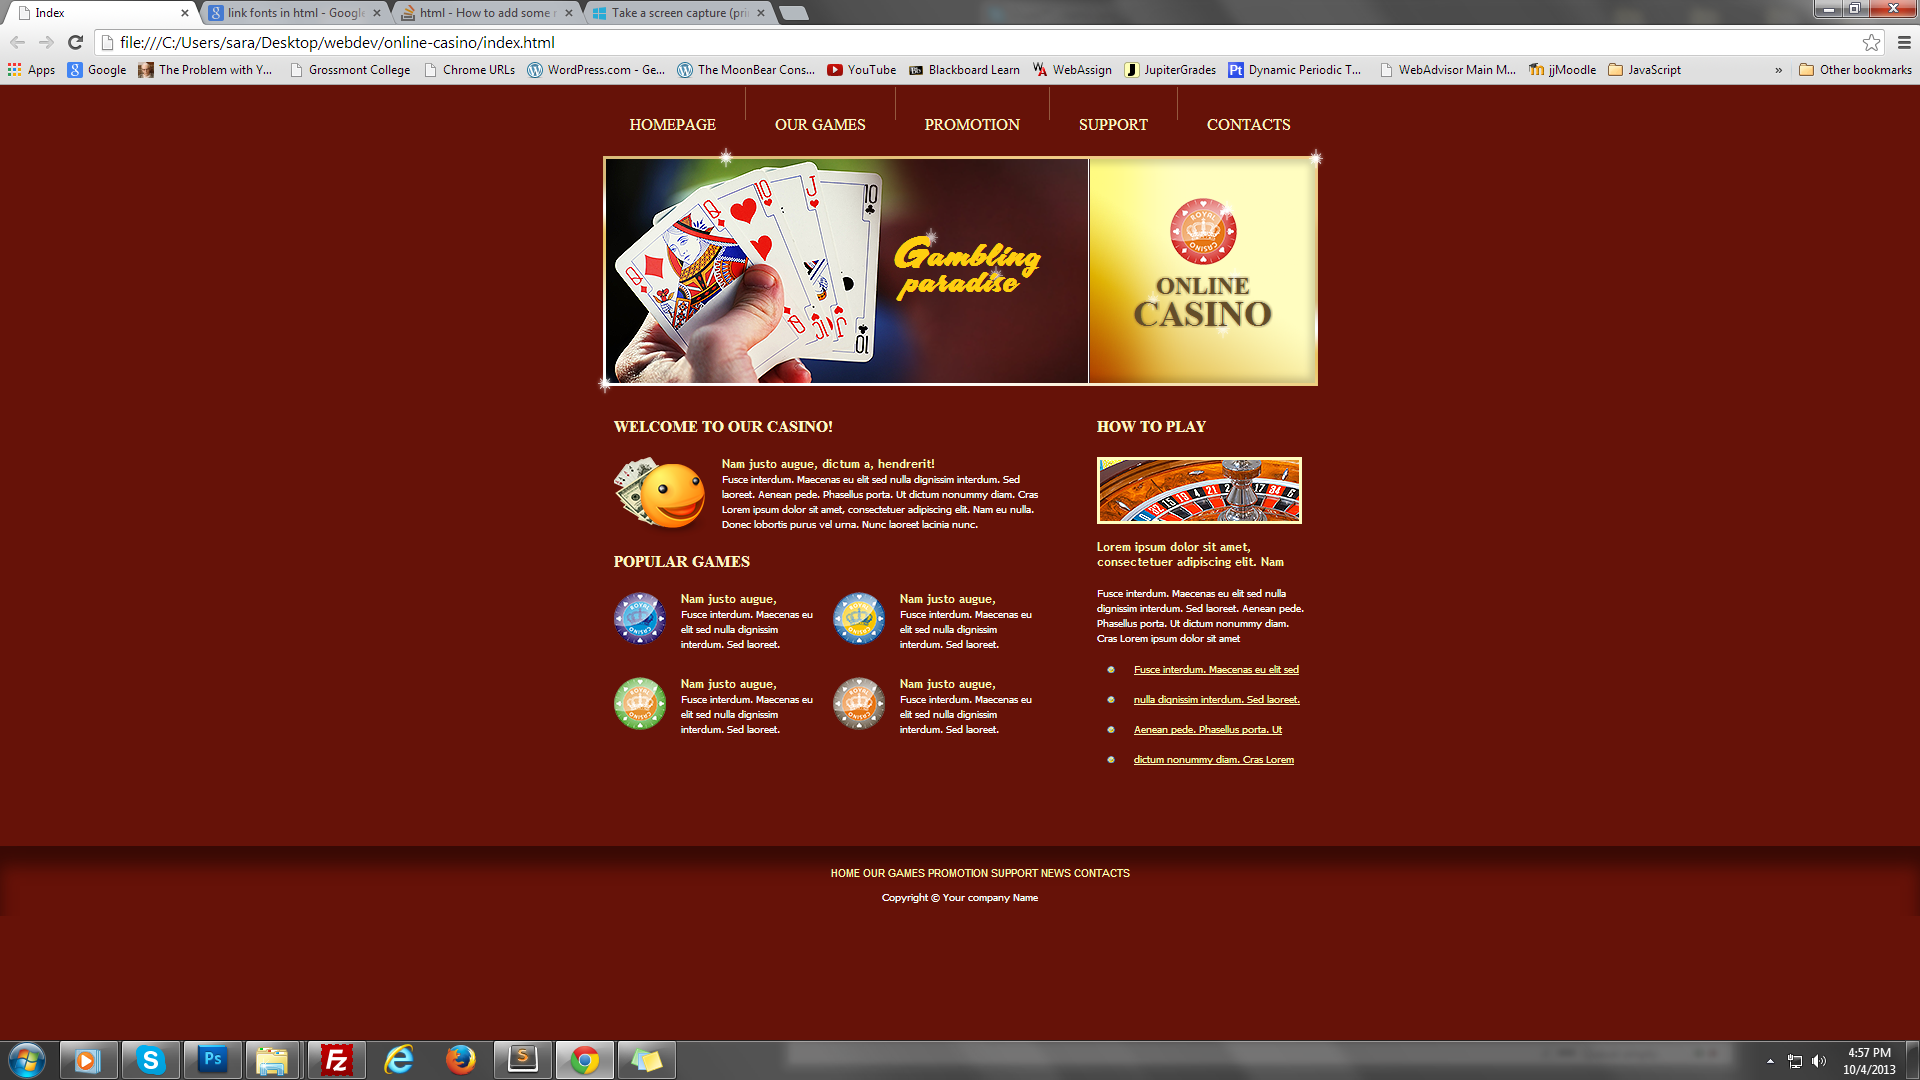 Index
link fonts in html - Google
html - How to add some
Take a screen capture (pri
file:///C:/Users/sara/Desktop/webdev/online-casino/index.html
Apps Google The Problem with Y... Grossmont College Chrome URLs WordPress.com - Ge... The MoonBear Cons... YouTube Blackboard Learn WebAssign JupiterGrades Dynamic Periodic T... WebAdvisor Main M... jjMoodle JavaScript » Other bookmarks
HOMEPAGE OUR GAMES PROMOTION SUPPORT CONTACTS
Gambling
paradise
ROYAL
CASINO
ONLINE
CASINO
WELCOME TO OUR CASINO!
Nam justo augue, dictum a, hendrerit!
Fusce interdum. Maecenas eu elit sed nulla dignissim interdum. Sed
laoreet. Aenean pede. Phasellus porta. Ut dictum nonummy diam. Cras
Lorem ipsum dolor sit amet, consectetuer adipiscing elit. Nam eu nulla.
Donec lobortis purus vel urna. Nunc laoreet lacinia nunc.
POPULAR GAMES
Nam justo augue,
Fusce interdum. Maecenas eu
elit sed nulla dignissim
interdum. Sed laoreet.
Nam justo augue,
Fusce interdum. Maecenas eu
elit sed nulla dignissim
interdum. Sed laoreet.
Nam justo augue,
Fusce interdum. Maecenas eu
elit sed nulla dignissim
interdum. Sed laoreet.
Nam justo augue,
Fusce interdum. Maecenas eu
elit sed nulla dignissim
interdum. Sed laoreet.
HOW TO PLAY
Lorem ipsum dolor sit amet,
consectetuer adipiscing elit. Nam
Fusce interdum. Maecenas eu elit sed nulla
dignissim interdum. Sed laoreet. Aenean pede.
Phasellus porta. Ut dictum nonummy diam.
Cras Lorem ipsum dolor sit amet
Fusce interdum. Maecenas eu elit sed
nulla dignissim interdum. Sed laoreet.
Aenean pede. Phasellus porta. Ut
dictum nonummy diam. Cras Lorem
HOME OUR GAMES PROMOTION SUPPORT NEWS CONTACTS
Copyright © Your company Name
4:57 PM
10/4/2013